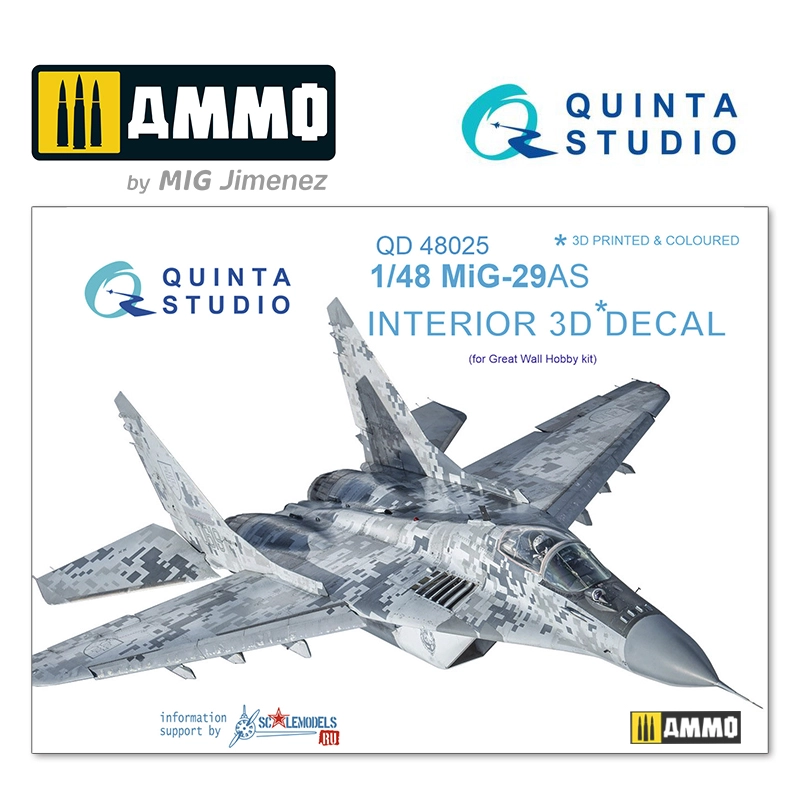 AMMO
by MIG Jimenez
QUINTA
STUDIO
QUINTA
STUDIO
QD 48025
* 3D PRINTED & COLOURED
1/48 MiG-29AS
INTERIOR 3D*DECAL
(for Great Wall Hobby kit)
information
support by
SCALEMODELS
RU
AMMO